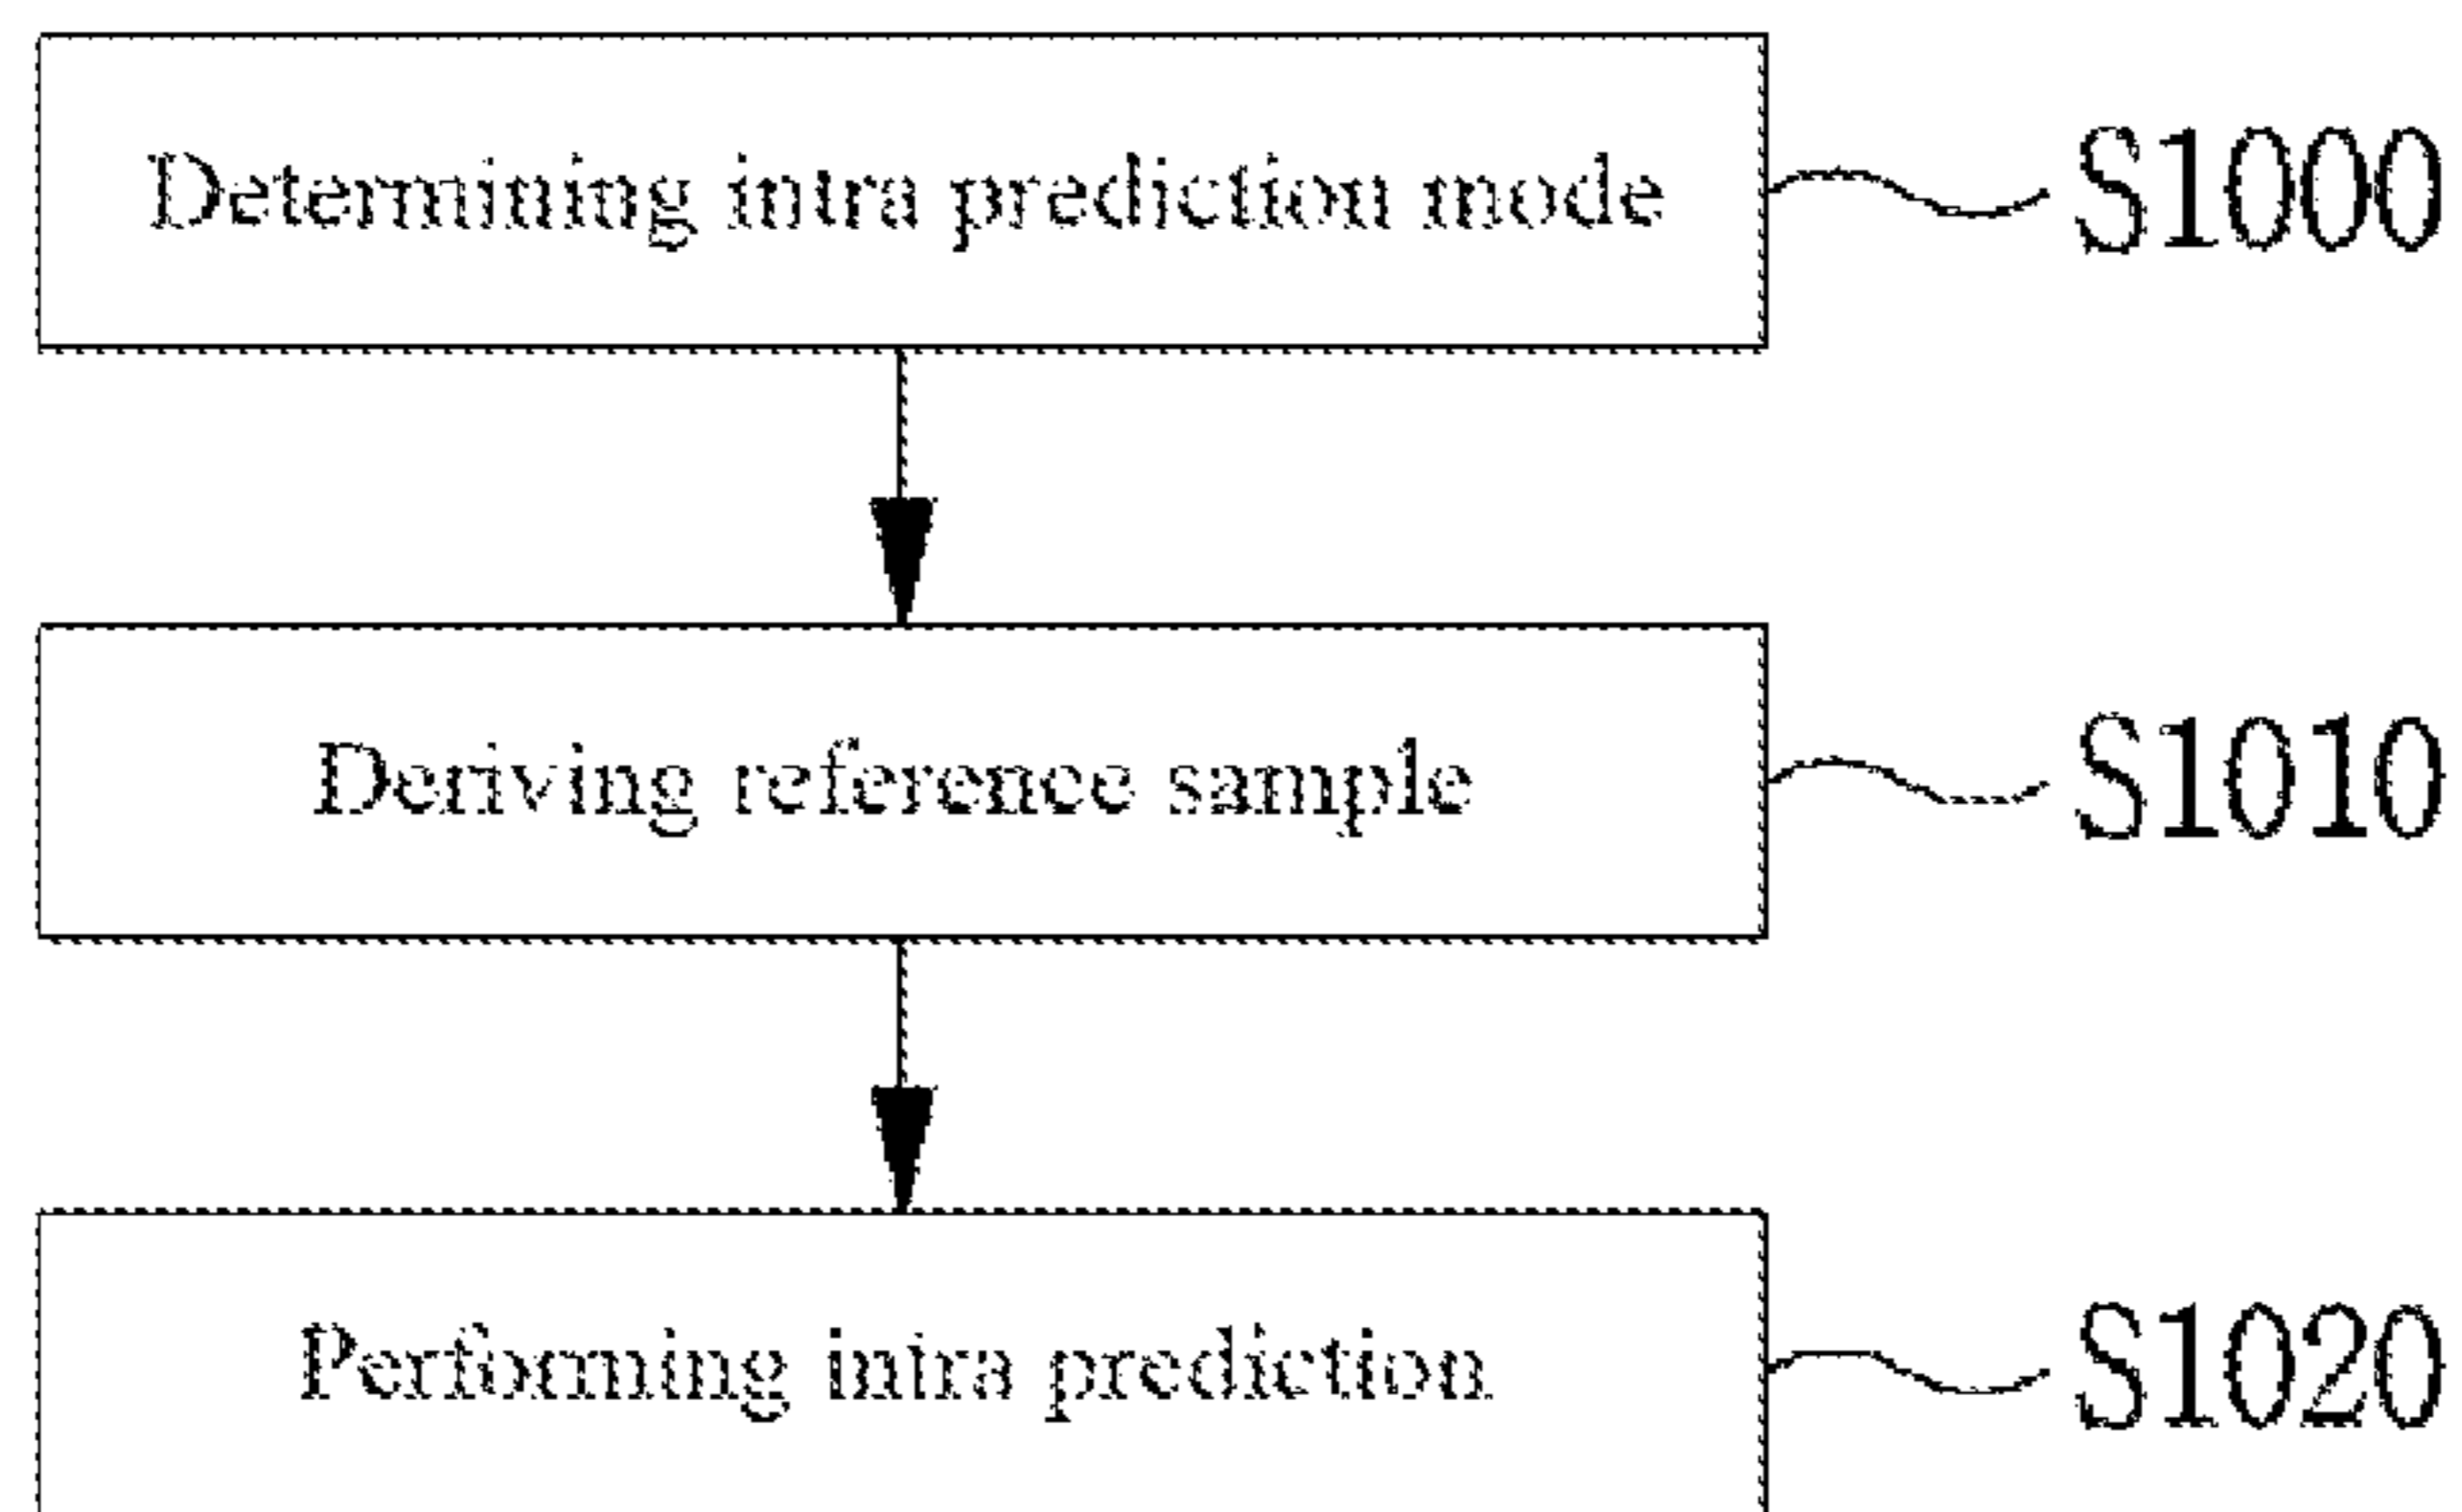 Determining intra prediction mode S1000
Deriving reference sample S1010
Performing intra prediction S1020